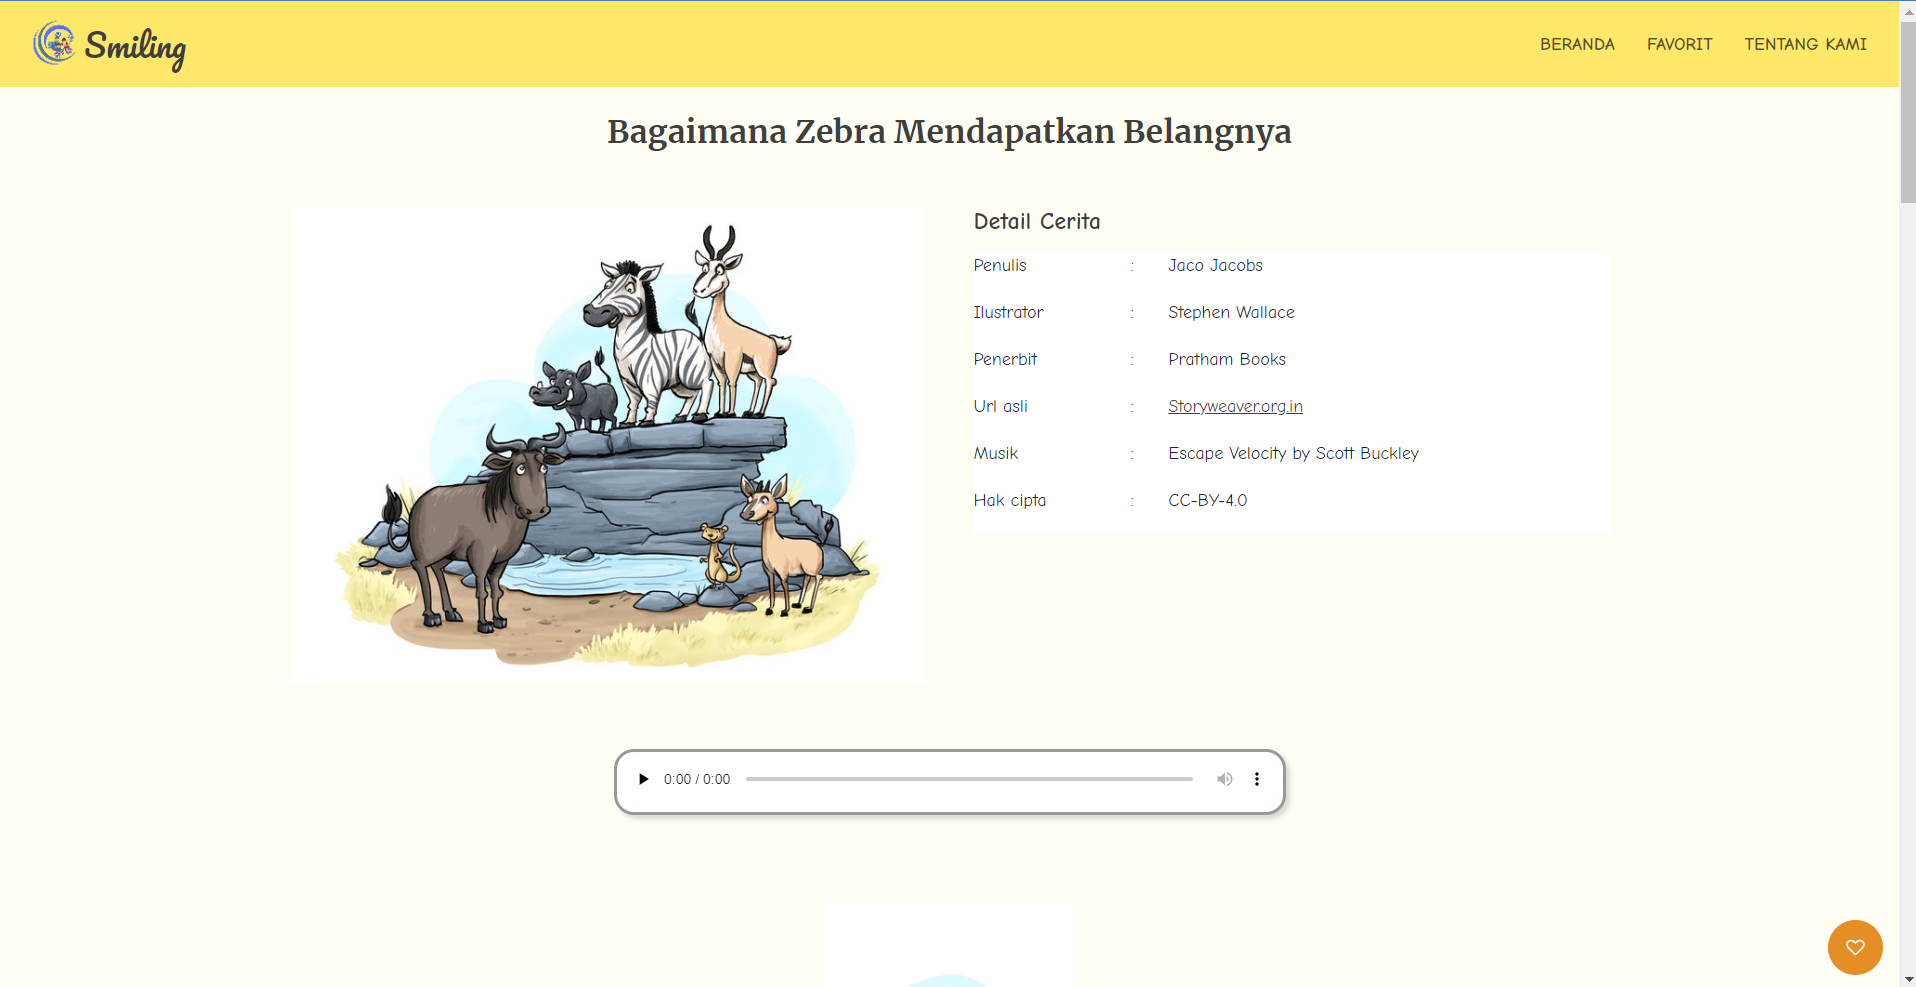 Smiling
BERANDA FAVORIT TENTANG KAMI
Bagaimana Zebra Mendapatkan Belangnya
Detail Cerita
Penulis : Jaco Jacobs
Ilustrator : Stephen Wallace
Penerbit : Pratham Books
Url asli : Storyweaver.org.in
Musik : Escape Velocity by Scott Buckley
Hak cipta : CC-BY-4.0
0:00 / 0:00